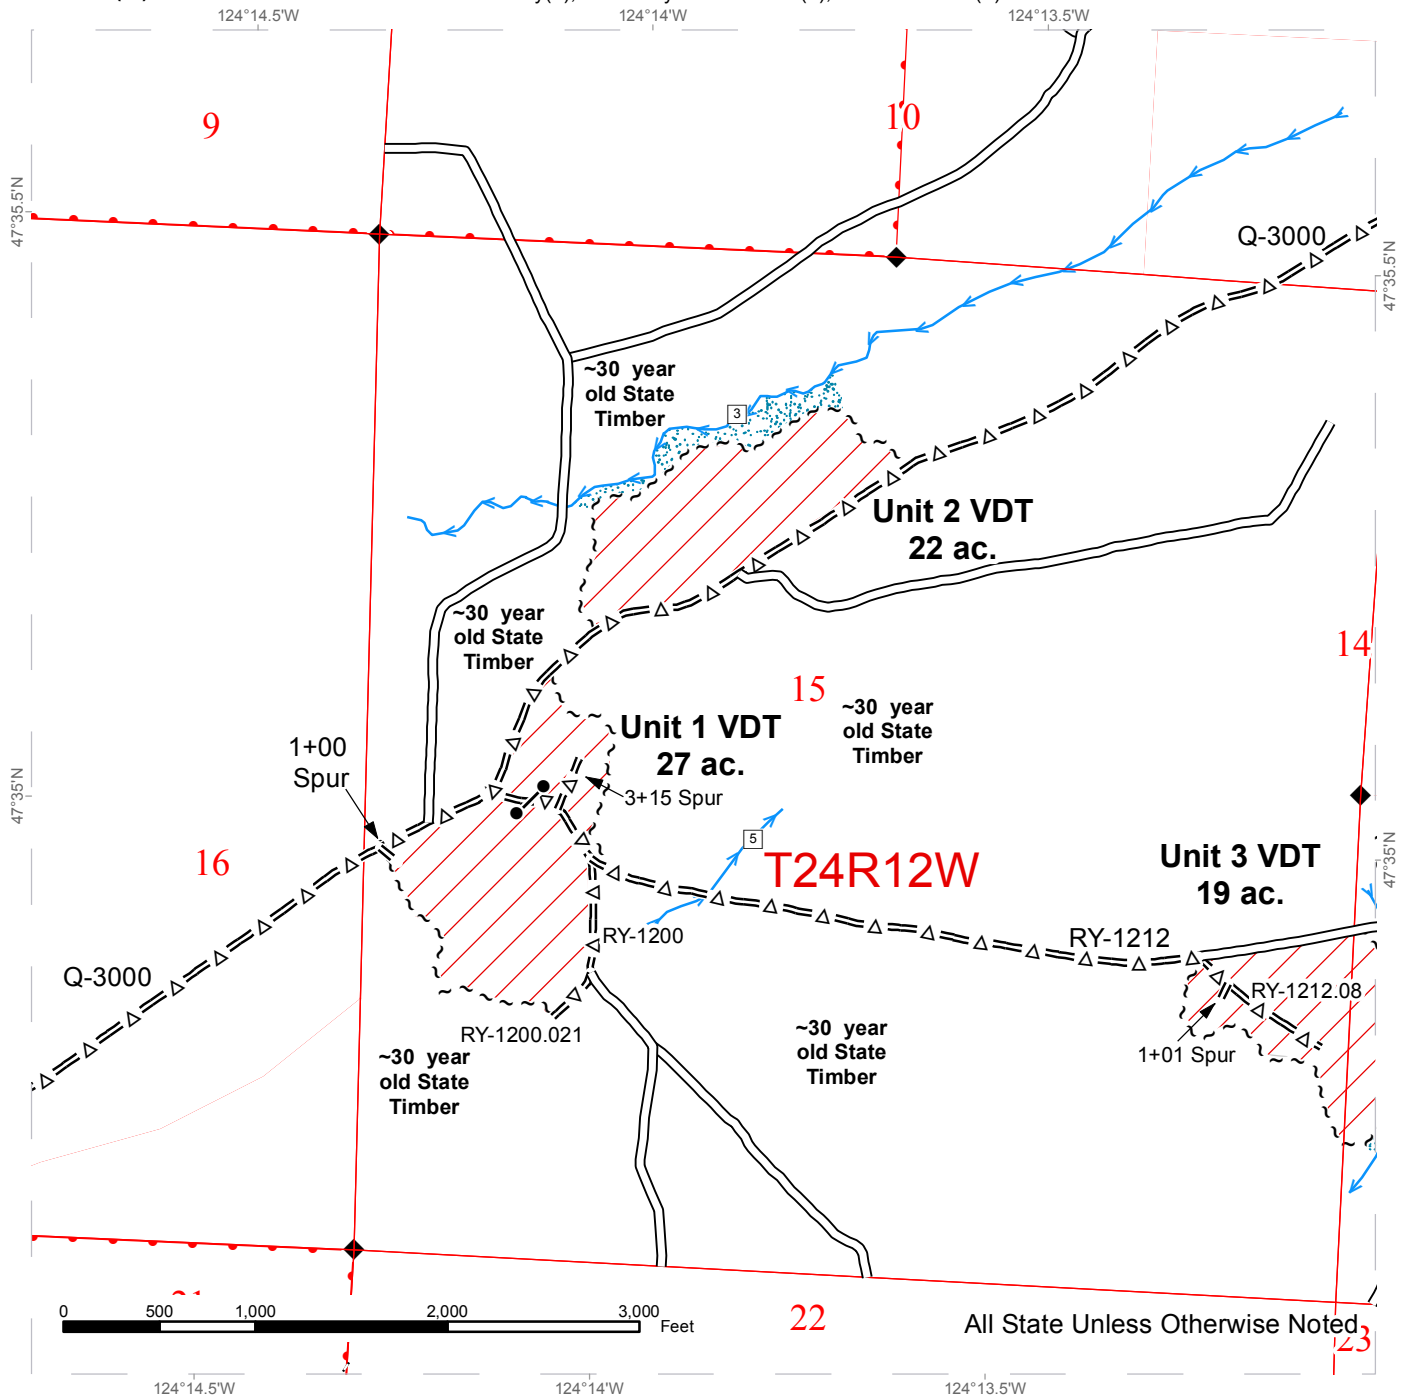 124°14.5'W
124°14'W
124°13.5'W
9
10
47°35.5'N
Q-3000
47°35.5'N
~30 year
old State
Timber
3
Unit 2 VDT
22 ac.
~30 year
old State
Timber
14
15
~30 year
old State
Timber
Unit 1 VDT
27 ac.
1+00
Spur
3+15 Spur
47°35'N
5
16
T24R12W
Unit 3 VDT
19 ac.
47°35'N
RY-1200
RY-1212
Q-3000
RY-1212.08
RY-1200.021
1+01 Spur
~30 year
old State
Timber
~30 year
old State
Timber
0
500
1,000
2,000
3,000
Feet
22
All State Unless Otherwise Noted
23
124°14.5'W
124°14'W
124°13.5'W